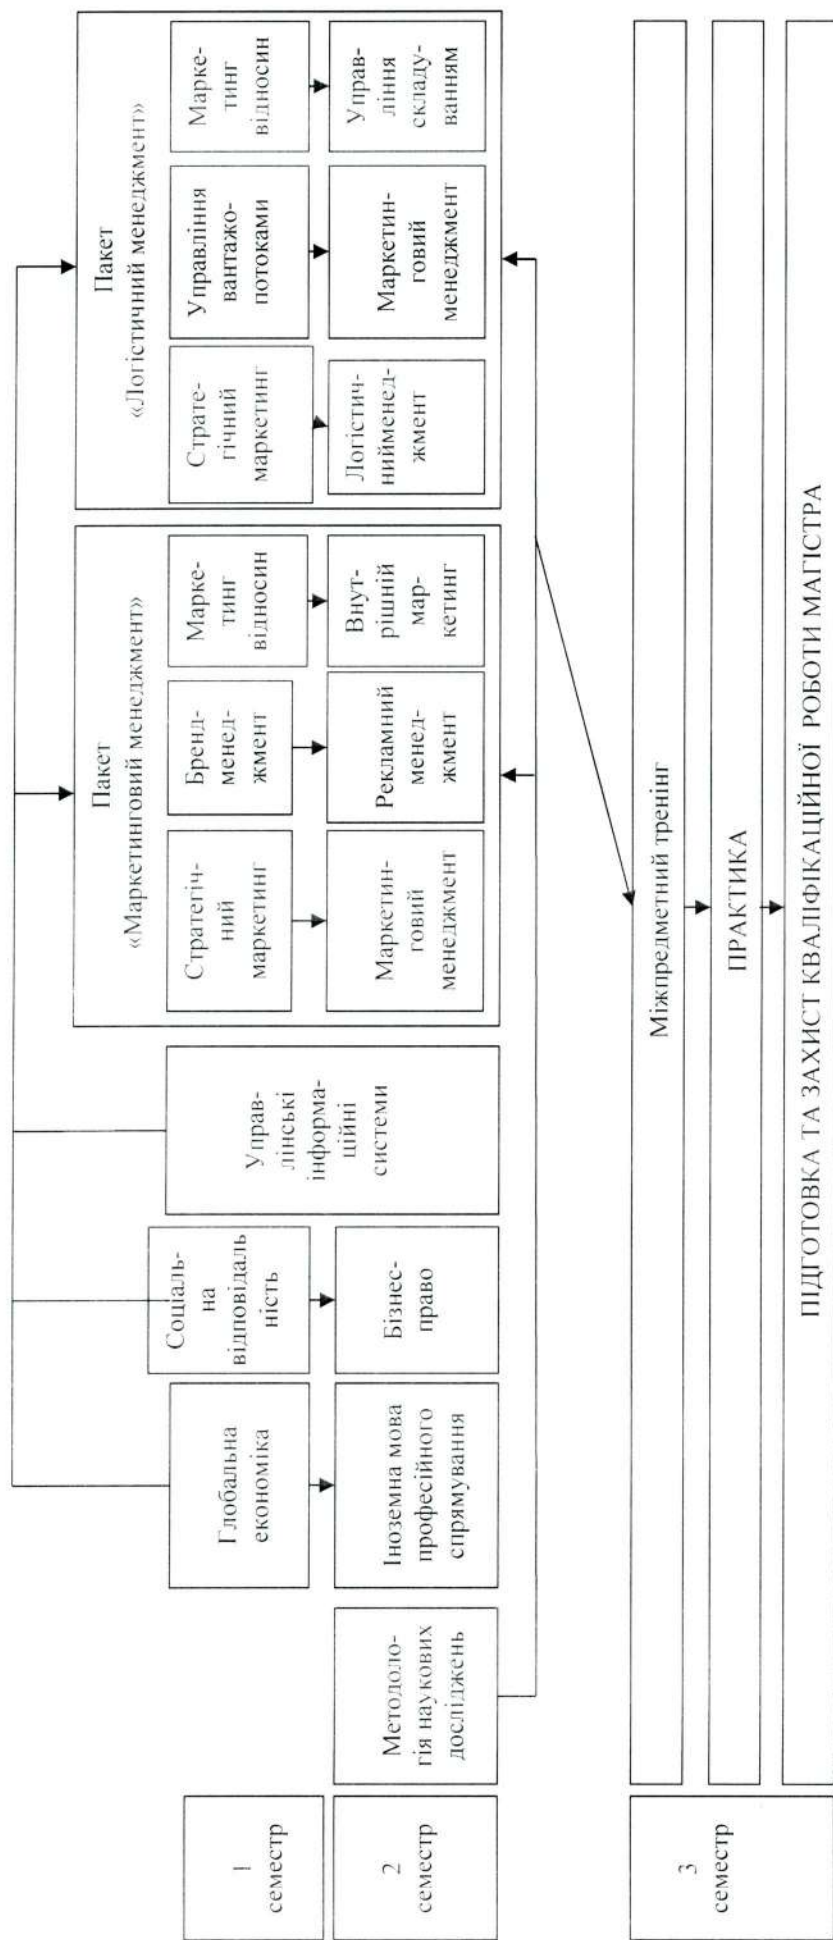 1
семестр
2
семестр
3
семестр
Методоло-
гія наукових
досліджень
Глобальна
економіка
Іноземна мова
професійного
спрямування
Соціаль-
на
відповідаль
ність
Бізнес-
право
Управ-
лінські
інформа-
ційні
системи
Пакет
«Маркетинговий менеджмент»
Стратегіч-
ний
маркетинг
Бренд-
менед-
жмент
Марке-
тинг
відносин
Маркетин-
говий
менеджмент
Рекламний
менед-
жмент
Внут-
рішній
мар-
кетинг
Пакет
«Логістичний менеджмент»
Страте-
гічний
маркетинг
Управління
вантажо-
потоками
Марке-
тинг
відносин
Логістич-
нийменед-
жмент
Маркетин-
говий
менеджмент
Управ-
ління
складу-
ванням
Міжпредметний тренінг
ПРАКТИКА
ПІДГОТОВКА ТА ЗАХИСТ КВАЛІФІКАЦІЙНОЇ РОБОТИ МАГІСТРА